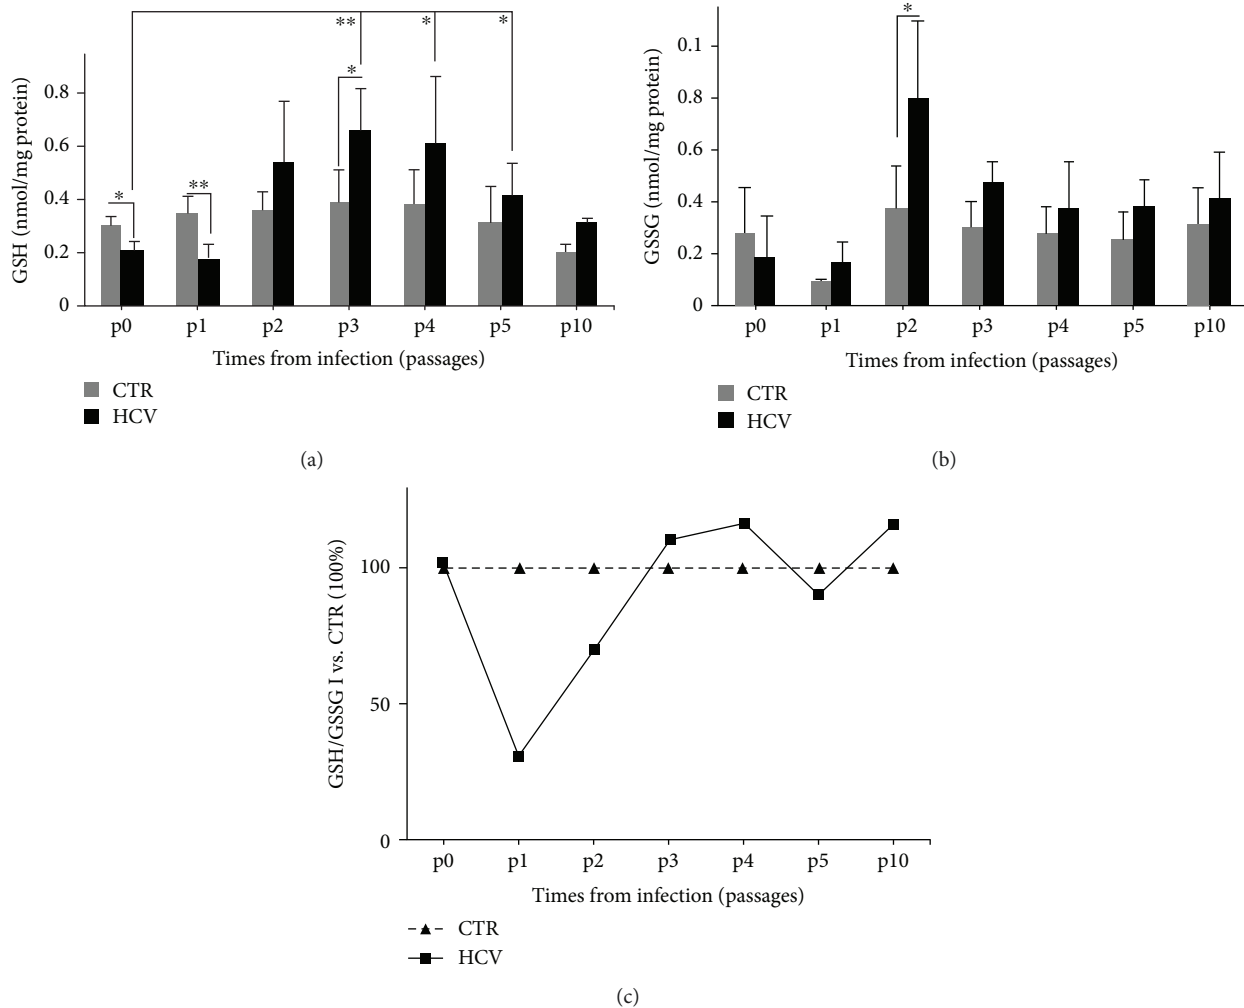 ** * *
*
* **
0.8
0.6
0.4
0.2
0
GSH (nmol/mg protein)
p0 p1 p2 p3 p4 p5 p10
Times from infection (passages)
CTR
HCV
(a)
*
0.1
0.8
0.6
0.4
0.2
0
GSSG (nmol/mg protein)
p0 p1 p2 p3 p4 p5 p10
Times from infection (passages)
CTR
HCV
(b)
100
50
0
GSH/GSSG I vs. CTR (100%)
p0 p1 p2 p3 p4 p5 p10
Times from infection (passages)
CTR
HCV
(c)